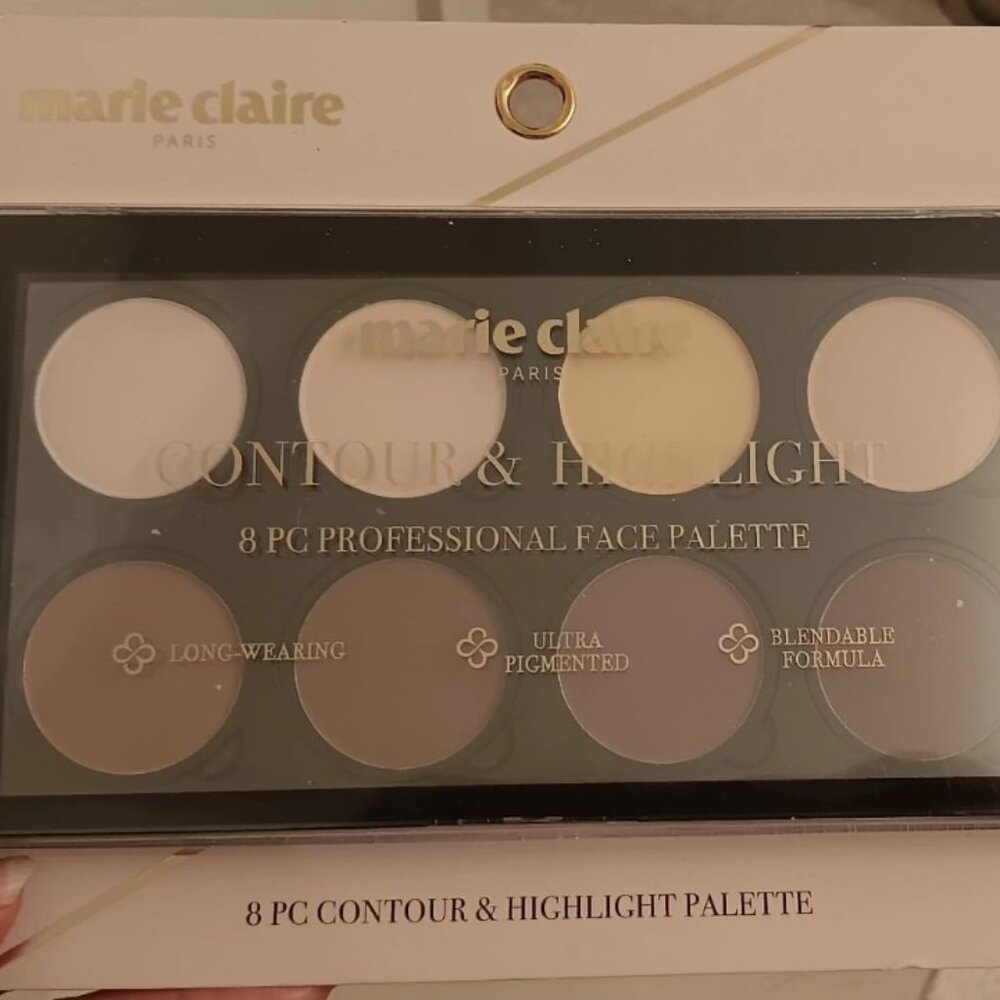 marie claire
PARIS
marie claire
PARIS
CONTOUR & HIGHLIGHT
8 PC PROFESSIONAL FACE PALETTE
LONG-WEARING
ULTRA
PIGMENTED
BLENDABLE
FORMULA
8 PC CONTOUR & HIGHLIGHT PALETTE